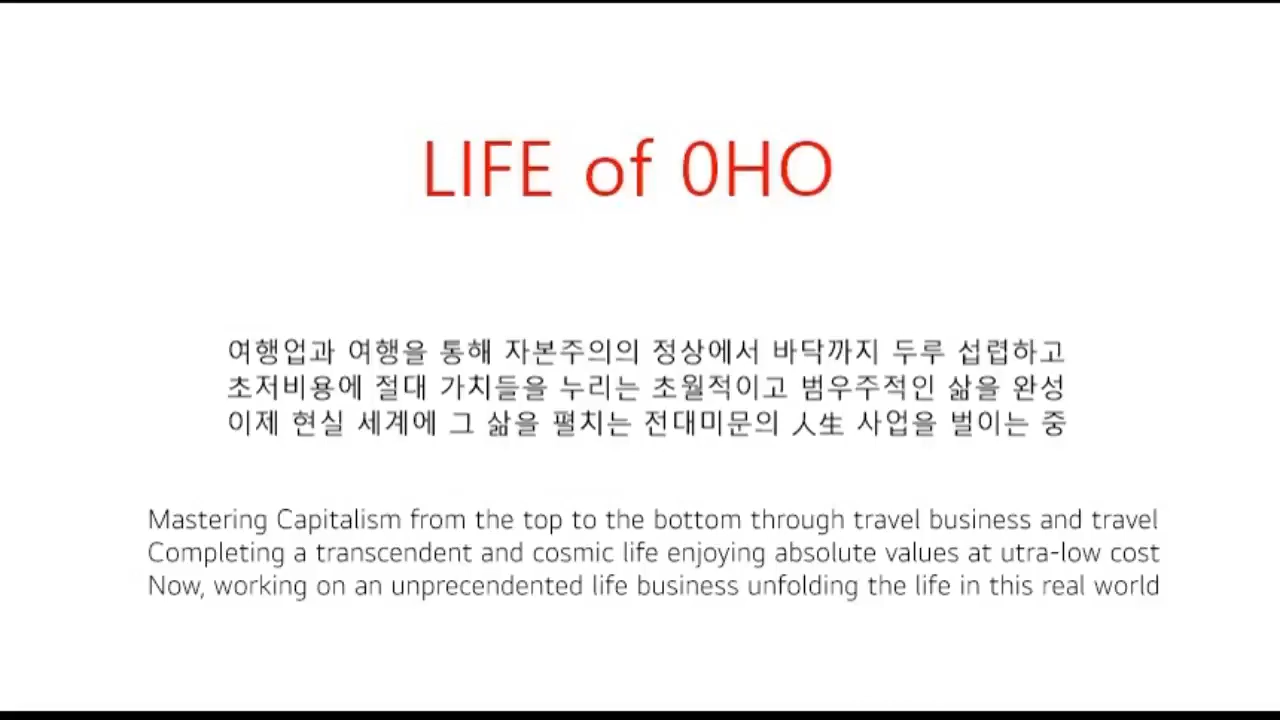 LIFE of 0HO
여행업과 여행을 통해 자본주의의 정상에서 바닥까지 두루 섭렵하고
초저비용에 절대 가치들을 누리는 초월적이고 범우주적인 삶을 완성
이제 현실 세계에 그 삶을 펼치는 전대미문의 人生 사업을 벌이는 중
Mastering Capitalism from the top to the bottom through travel business and travel
Completing a transcendent and cosmic life enjoying absolute values at utra-low cost
Now, working on an unprecendented life business unfolding the life in this real world